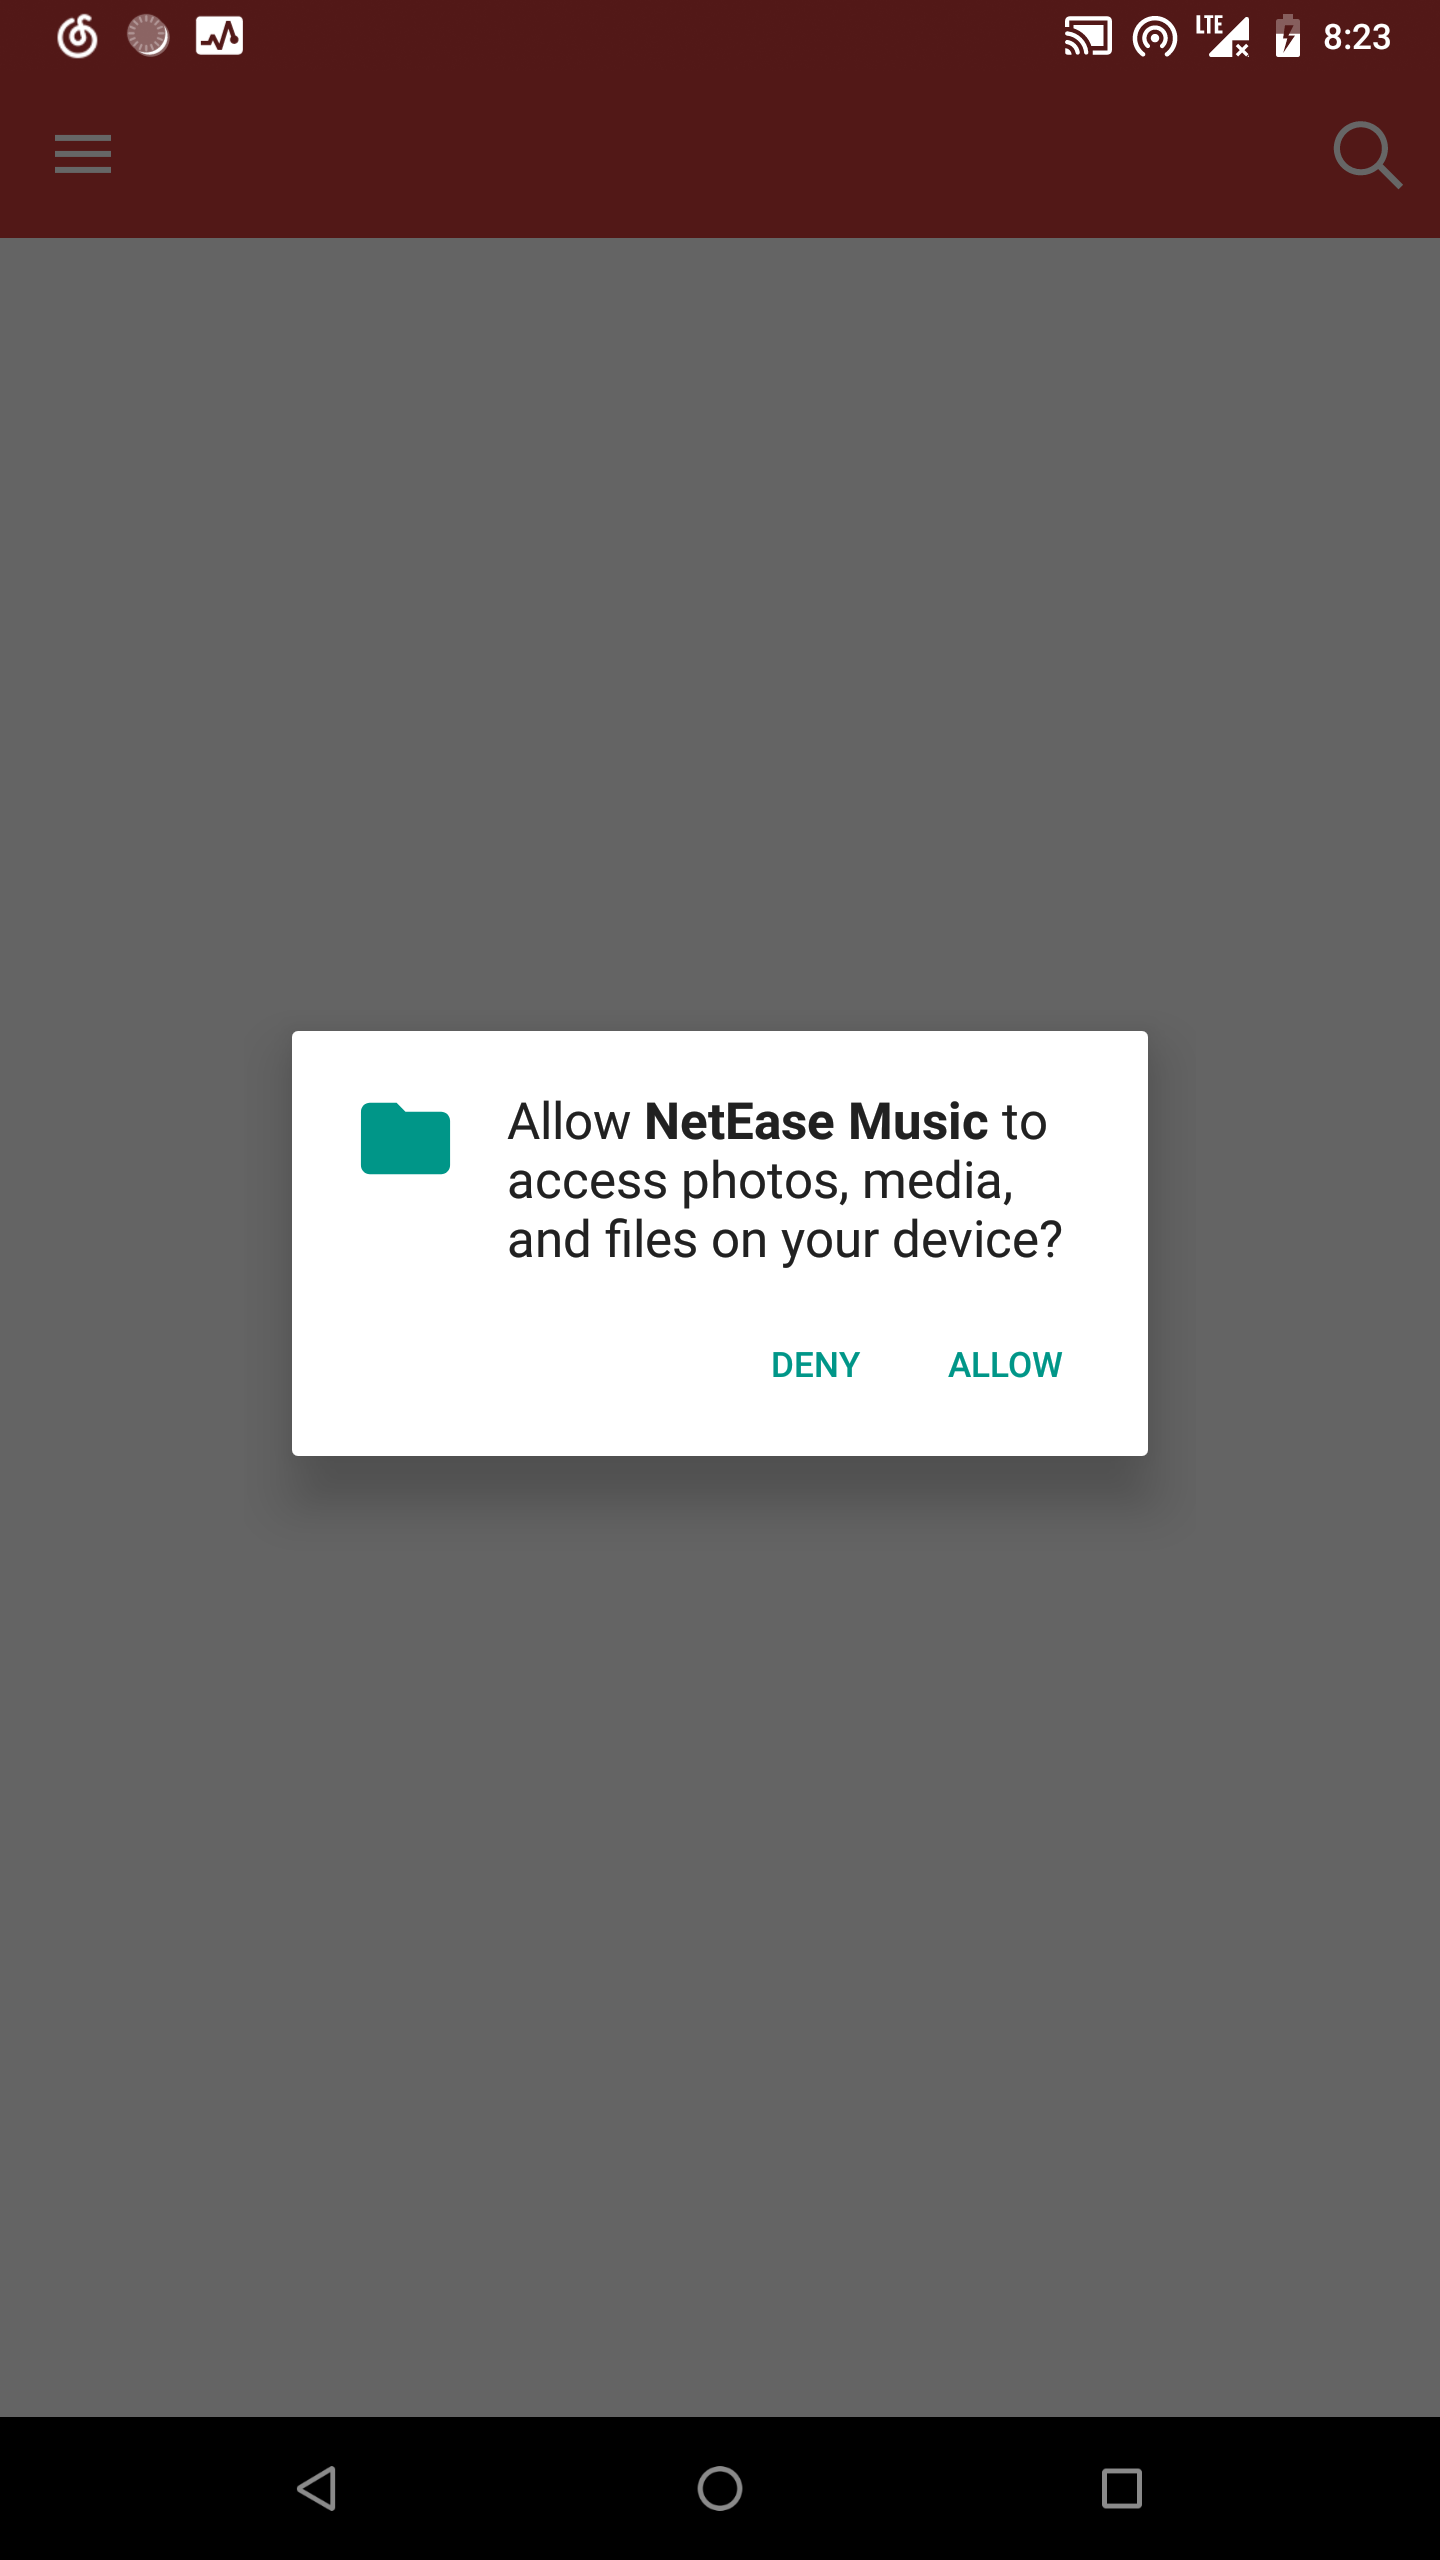 LTE 8:23
Allow NetEase Music to
access photos, media,
and files on your device?
DENY ALLOW